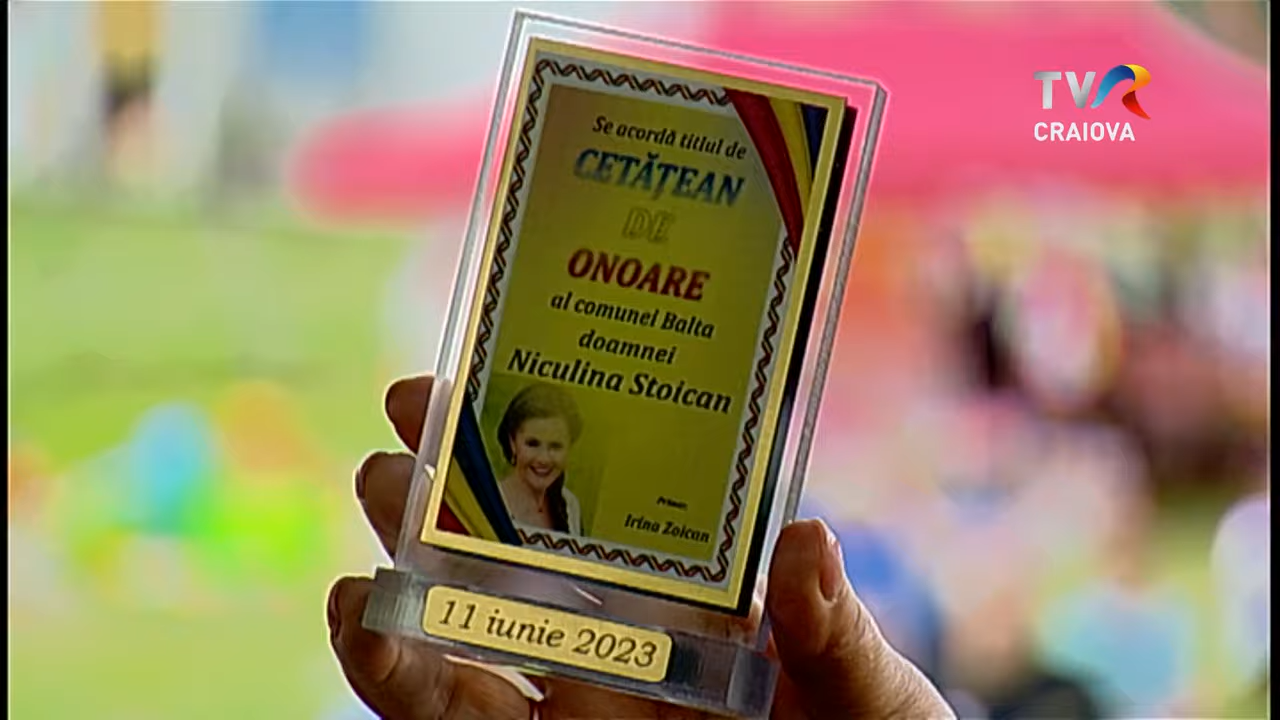 TVR
CRAIOVA
Se acordă titlul de
CETĂȚEAN
DE
ONOARE
al comunei Balta
doamnei
Niculina Stoican
Primar,
Irina Zoican
11 iunie 2023